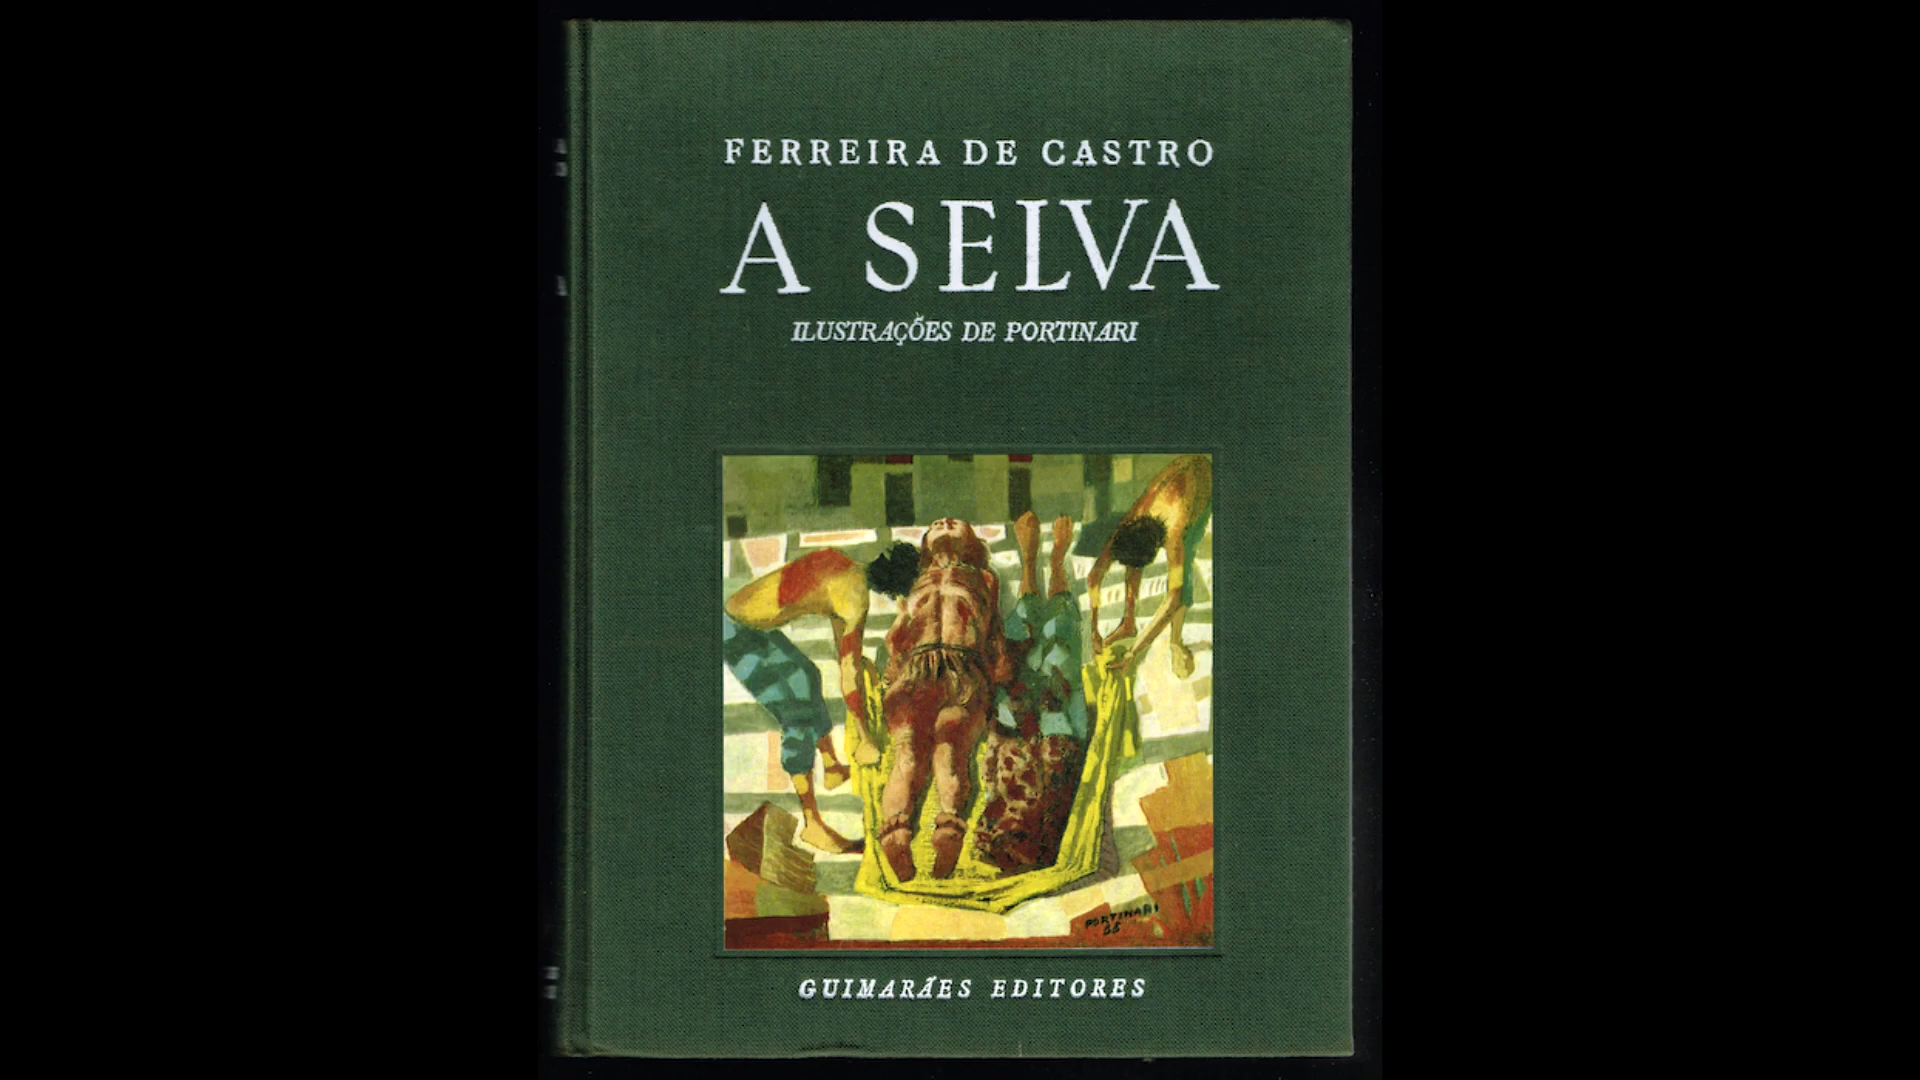 FERREIRA DE CASTRO
A SELVA
ILUSTRAÇÕES DE PORTINARI
PORTINARI
GUIMARÃES EDITORES